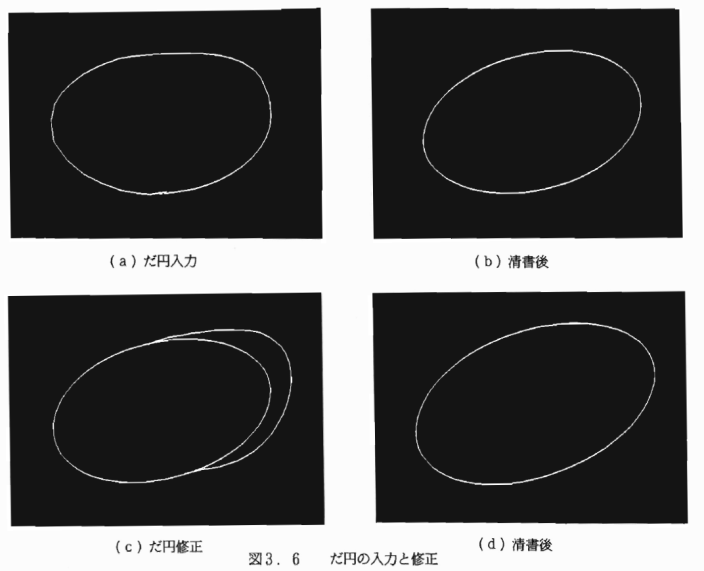 (a) だ円入力
(b) 清書後
(c) だ円修正
(d) 清書後
図3.6 だ円の入力と修正